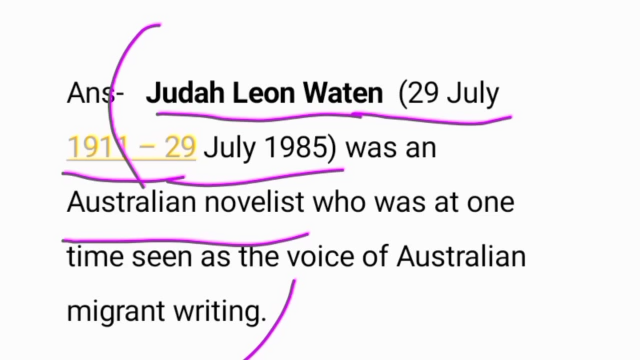 Ans- Judah Leon Waten (29 July
1911 – 29 July 1985) was an
Australian novelist who was at one
time seen as the voice of Australian
migrant writing.